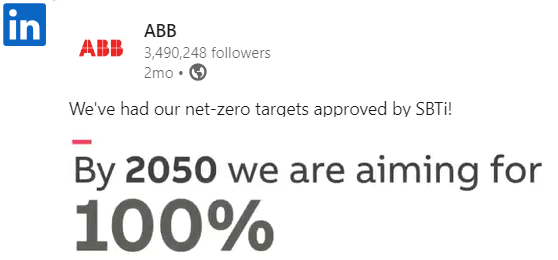 in
ABB
ABB
3,490,248 followers
2mo •
We've had our net-zero targets approved by SBTi!
By 2050 we are aiming for
100%